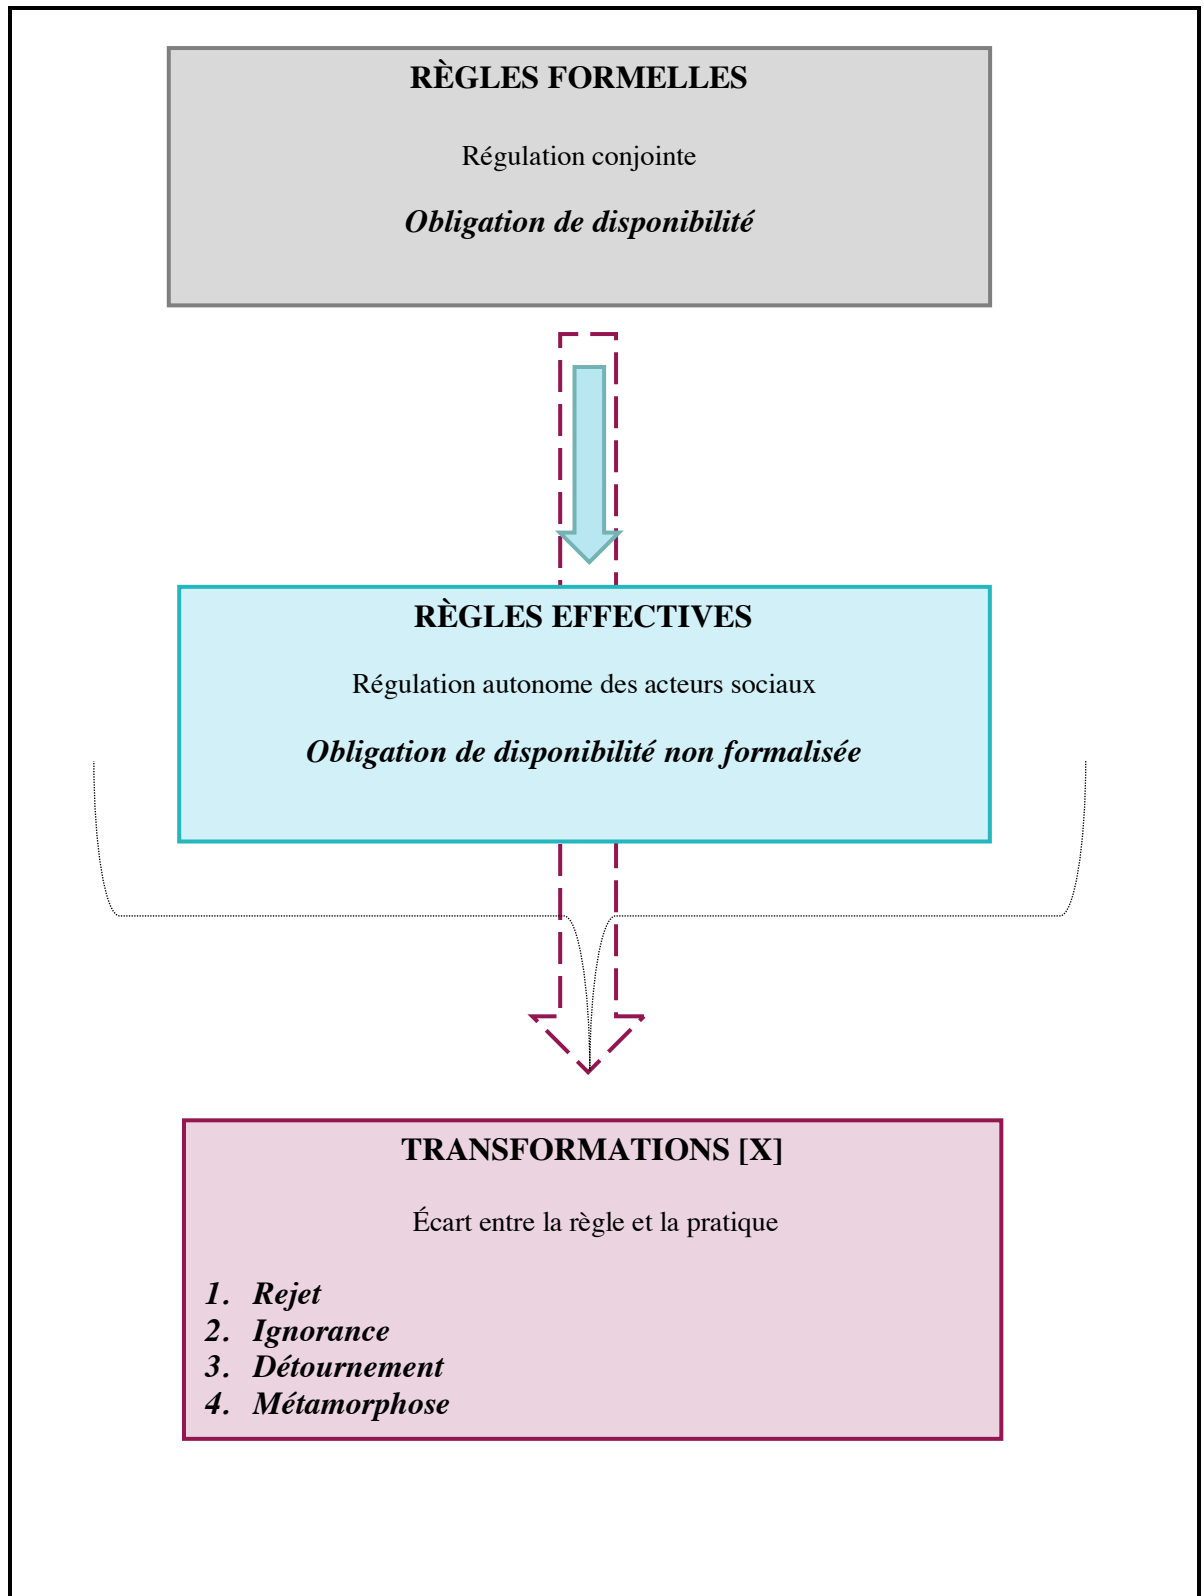 RÈGLES FORMELLES
Régulation conjointe
Obligation de disponibilité
RÈGLES EFFECTIVES
Régulation autonome des acteurs sociaux
Obligation de disponibilité non formalisée
TRANSFORMATIONS [X]
Écart entre la règle et la pratique
1. Rejet
2. Ignorance
3. Détournement
4. Métamorphose